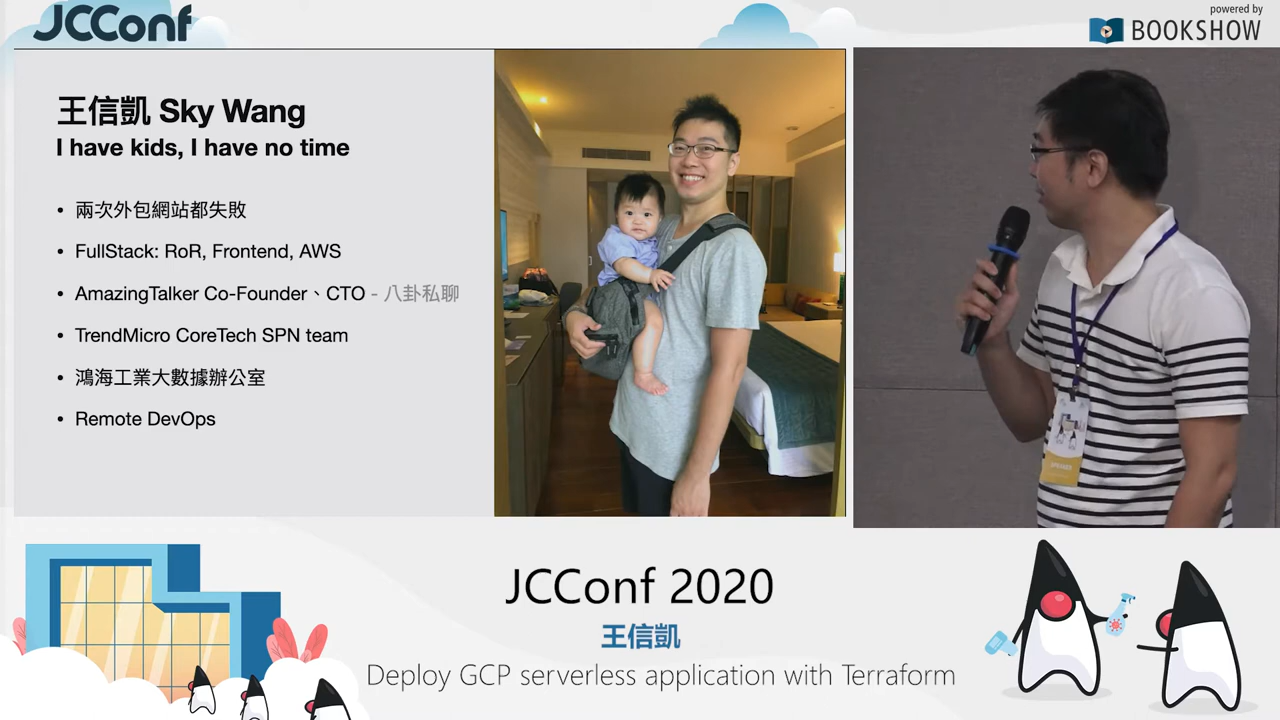 JCConf
powered by
BOOKSHOW
王信凱 Sky Wang
I have kids, I have no time
• 兩次外包網站都失敗
• FullStack: RoR, Frontend, AWS
• AmazingTalker Co-Founder、CTO - 八卦私聊
• TrendMicro CoreTech SPN team
• 鴻海工業大數據辦公室
• Remote DevOps
SPEAKER
JCConf 2020
王信凱
Deploy GCP serverless application with Terraform